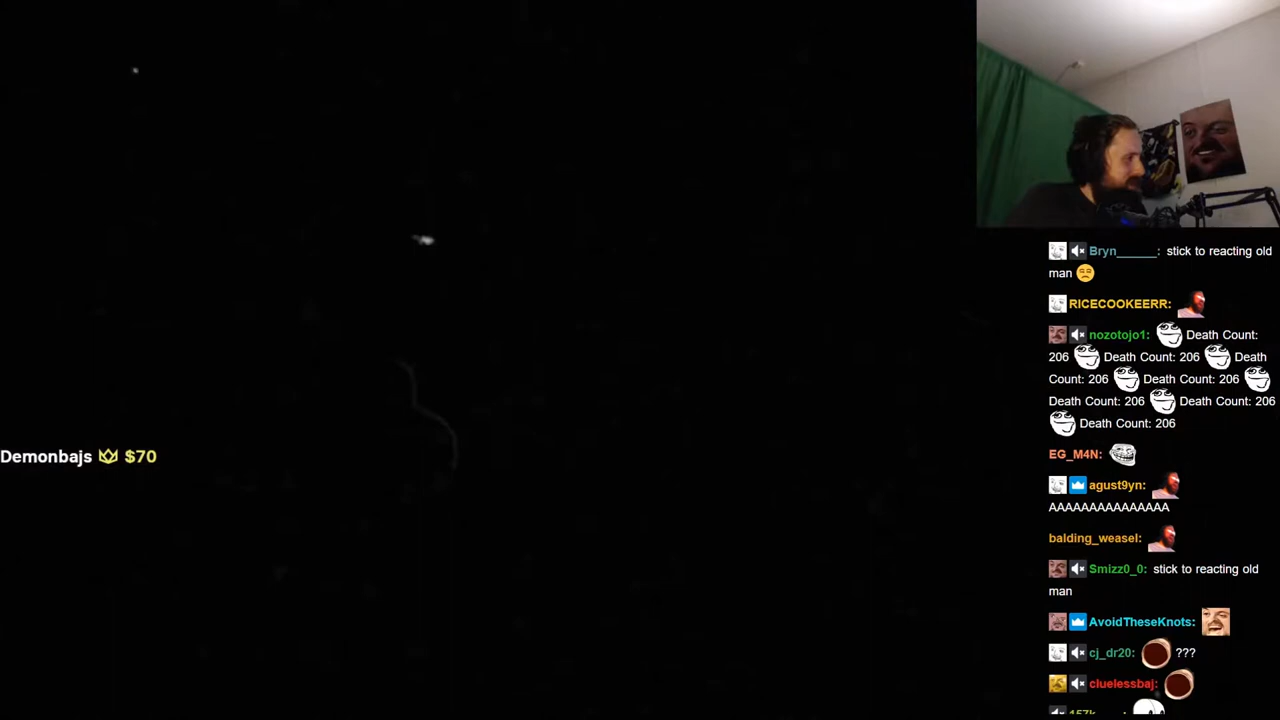 Bryn______: stick to reacting old
man
RICECOOKEERR:
nozotojo1: Death Count:
206 Death Count: 206 Death
Count: 206 Death Count: 206
Death Count: 206 Death Count: 206
Death Count: 206
EG_M4N:
Demonbajs $70
agust9yn:
AAAAAAAAAAAAAAA
balding_weasel:
Smizz0_0: stick to reacting old
man
AvoidTheseKnots:
cj_dr20: ???
cluelessbaj: